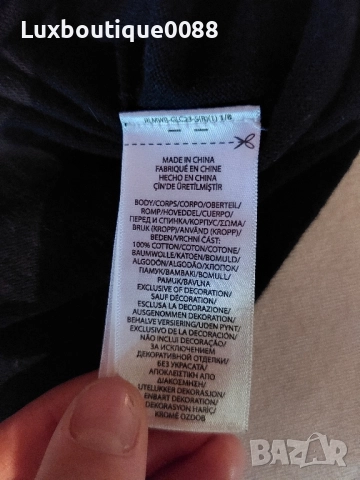 Luxboutique0088
MADE IN CHINA
FABRIQUÉ EN CHINE
HECHO EN CHINA
ÇİN'DE ÜRETİLMİŞTİR
BODY/CORPS/CORPO/OBERTEIL/
ROMP/HOVEDDEL/CUERPO/
ПЕРЕД И СПИНКА/КОРПУС/ΣΩΜΑ/
BRUK (KROPP) ANVÄND (KROPP)/
BEDEN/VRCHNÍ ČÁST:
100% COTTON/COTON/COTONE/
BAUMWOLLE/KATOEN/BOMULD/
ALGODÓN/ALGODÃO/ХЛОПОК/
ПАМУК/ΒΑΜΒΑΚΙ/BOMULL/
PAMUK/BAVLNA
EXCLUSIVE OF DECORATION/
SAUF DÉCORATION/
ESCLUSA LA DECORAZIONE/
AUSGENOMMEN DEKORATION/
BEHALVE VERSIERING/UDEN PYNT/
EXCLUSIVO DE LA DECORACIÓN/
NÃO INCLUI DECORAÇÃO/
ЗА ИСКЛЮЧЕНИЕМ
ДЕКОРАТИВНОЙ ОТДЕЛКИ/
БЕЗ УКРАСАТА/
ΑΠΟΚΛΕΙΣΤΙΚΗ ΑΠΟ
ΔΙΑΚΟΣΜΗΣΗ/
UTELUKKER DEKORASJON/
ENBART DEKORATION/
DEKORASYON HARİÇ/
KROMĚ OZDOB
BAZAR